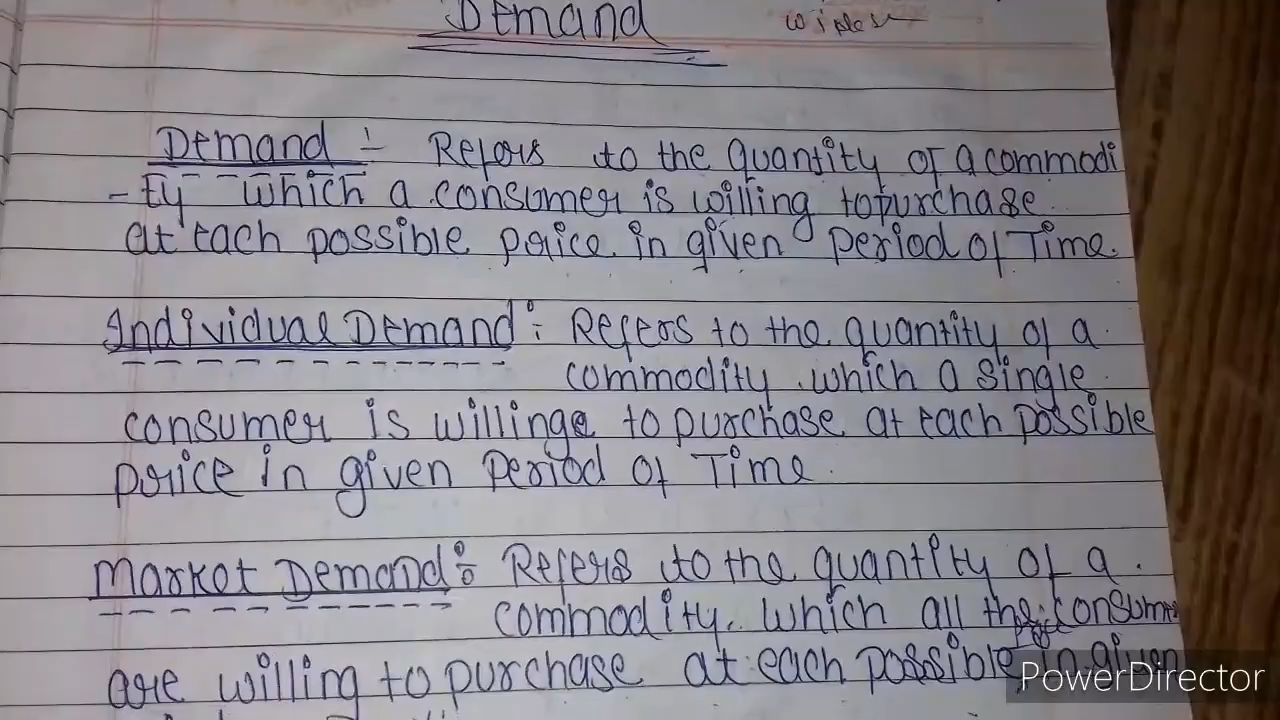 Demand
Demand :- Refers to the quantity of a commodi
-ty which a consumer is willing to purchase
at each possible price in given period of Time.
Individual Demand :- Refers to the quantity of a
commodity which a single
consumer is willinge to purchase at each possible
price in given period of Time.
Market Demand :- Refers to the quantity of a.
commodity which all the consum
are willing to purchase at each possible in given
PowerDirector